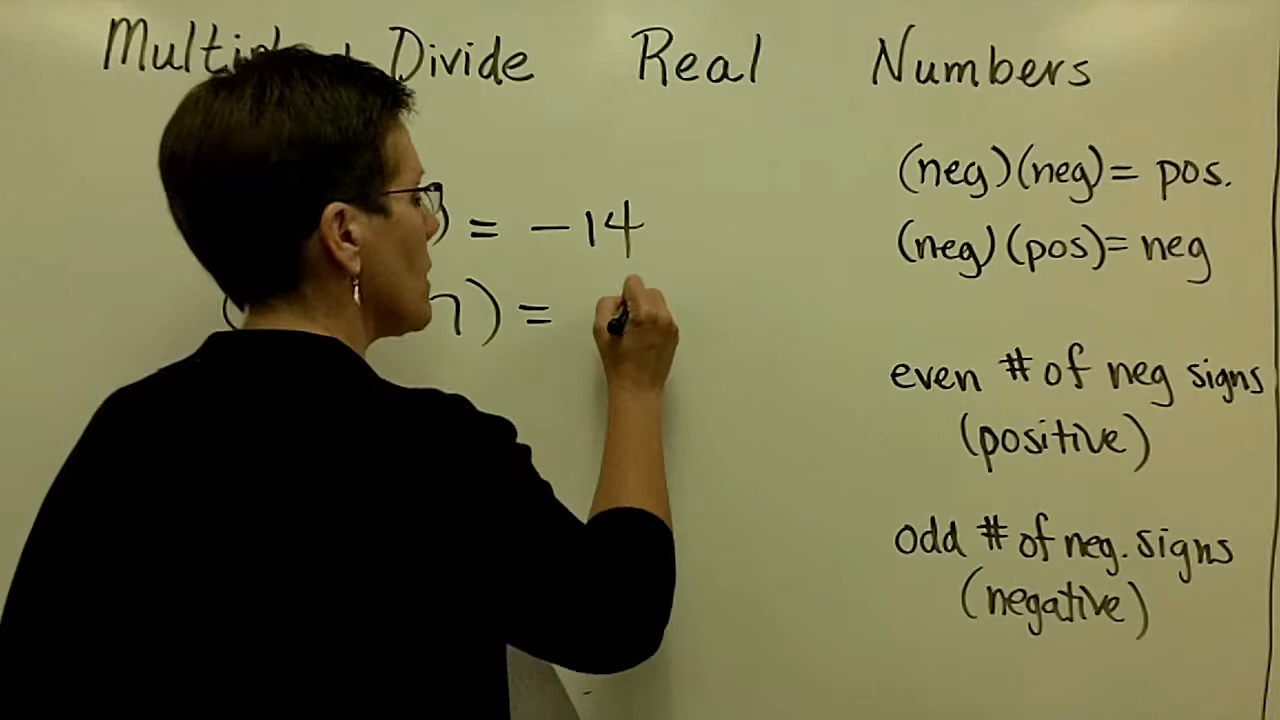 Divide Real Numbers
(neg)(neg) = pos.
) = -14
(neg)(pos) = neg
7) =
even # of neg signs
(positive)
odd # of neg. signs
(negative)